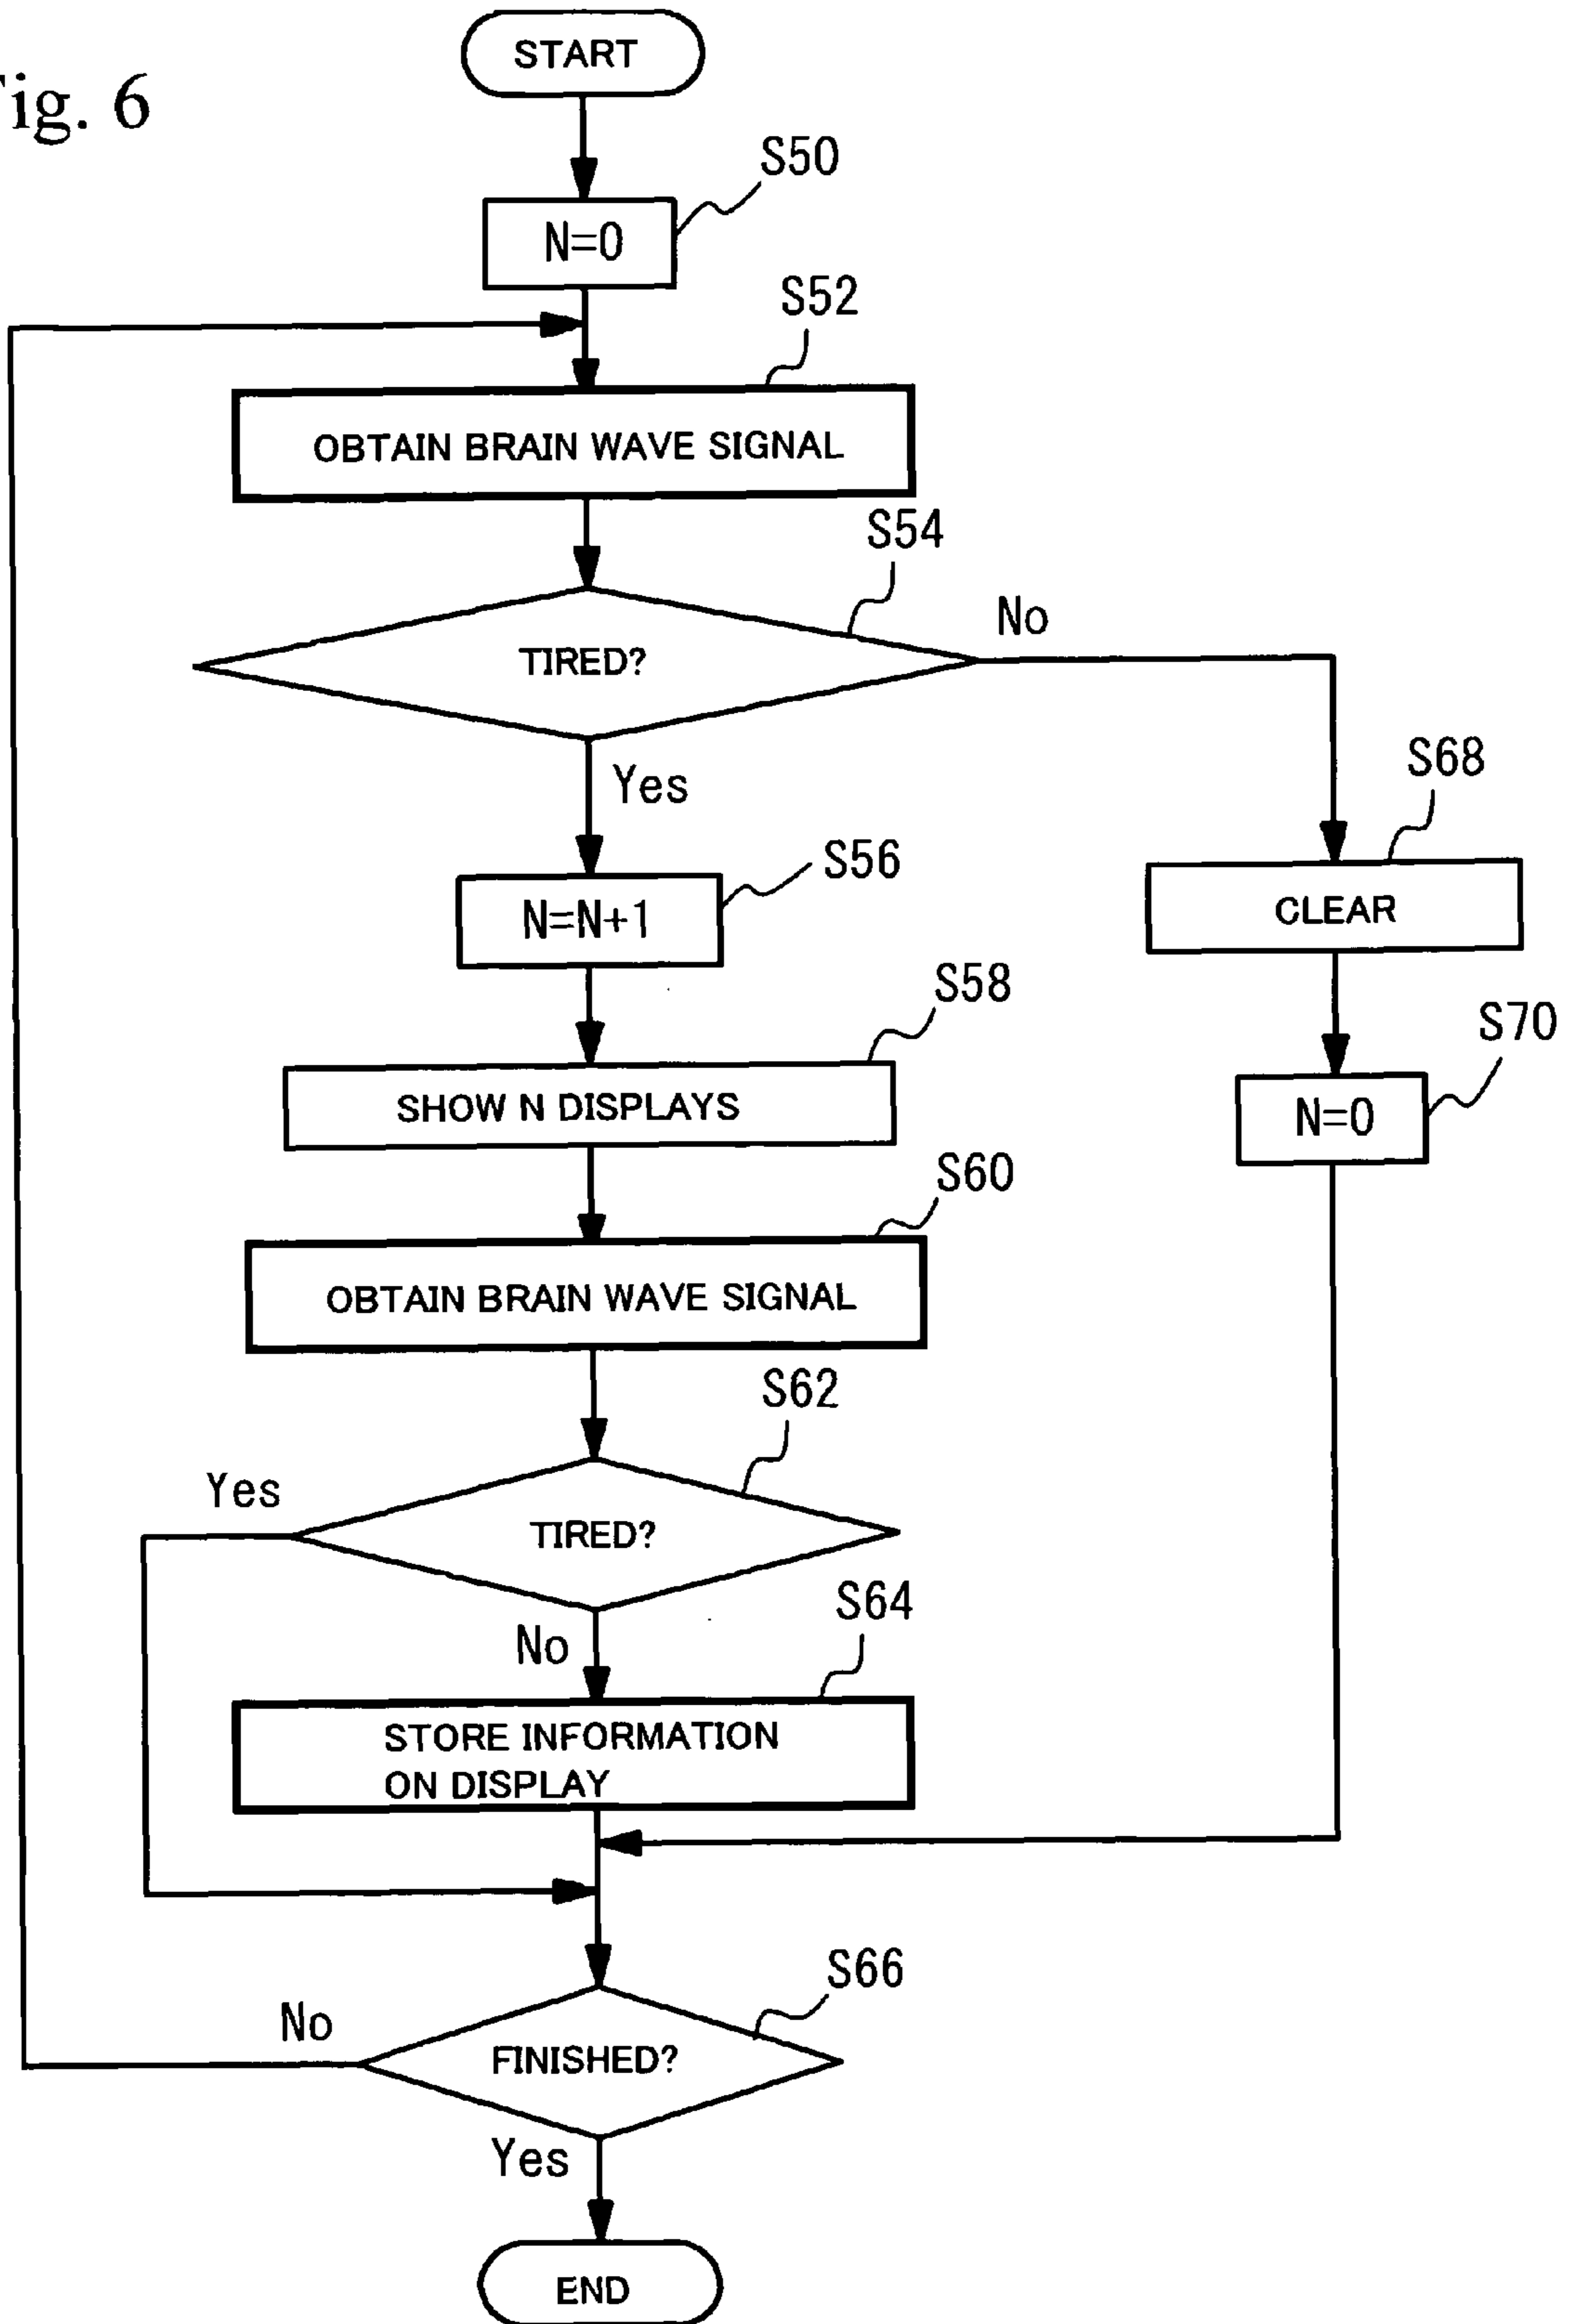 START
ig. 6
S50
N=0
S52
OBTAIN BRAIN WAVE SIGNAL
S54
TIRED?
No
Yes
S68
S56
N=N+1
CLEAR
S58
S70
SHOW N DISPLAYS
N=0
S60
OBTAIN BRAIN WAVE SIGNAL
S62
Yes
TIRED?
S64
No
STORE INFORMATION
ON DISPLAY
S66
No
FINISHED?
Yes
END